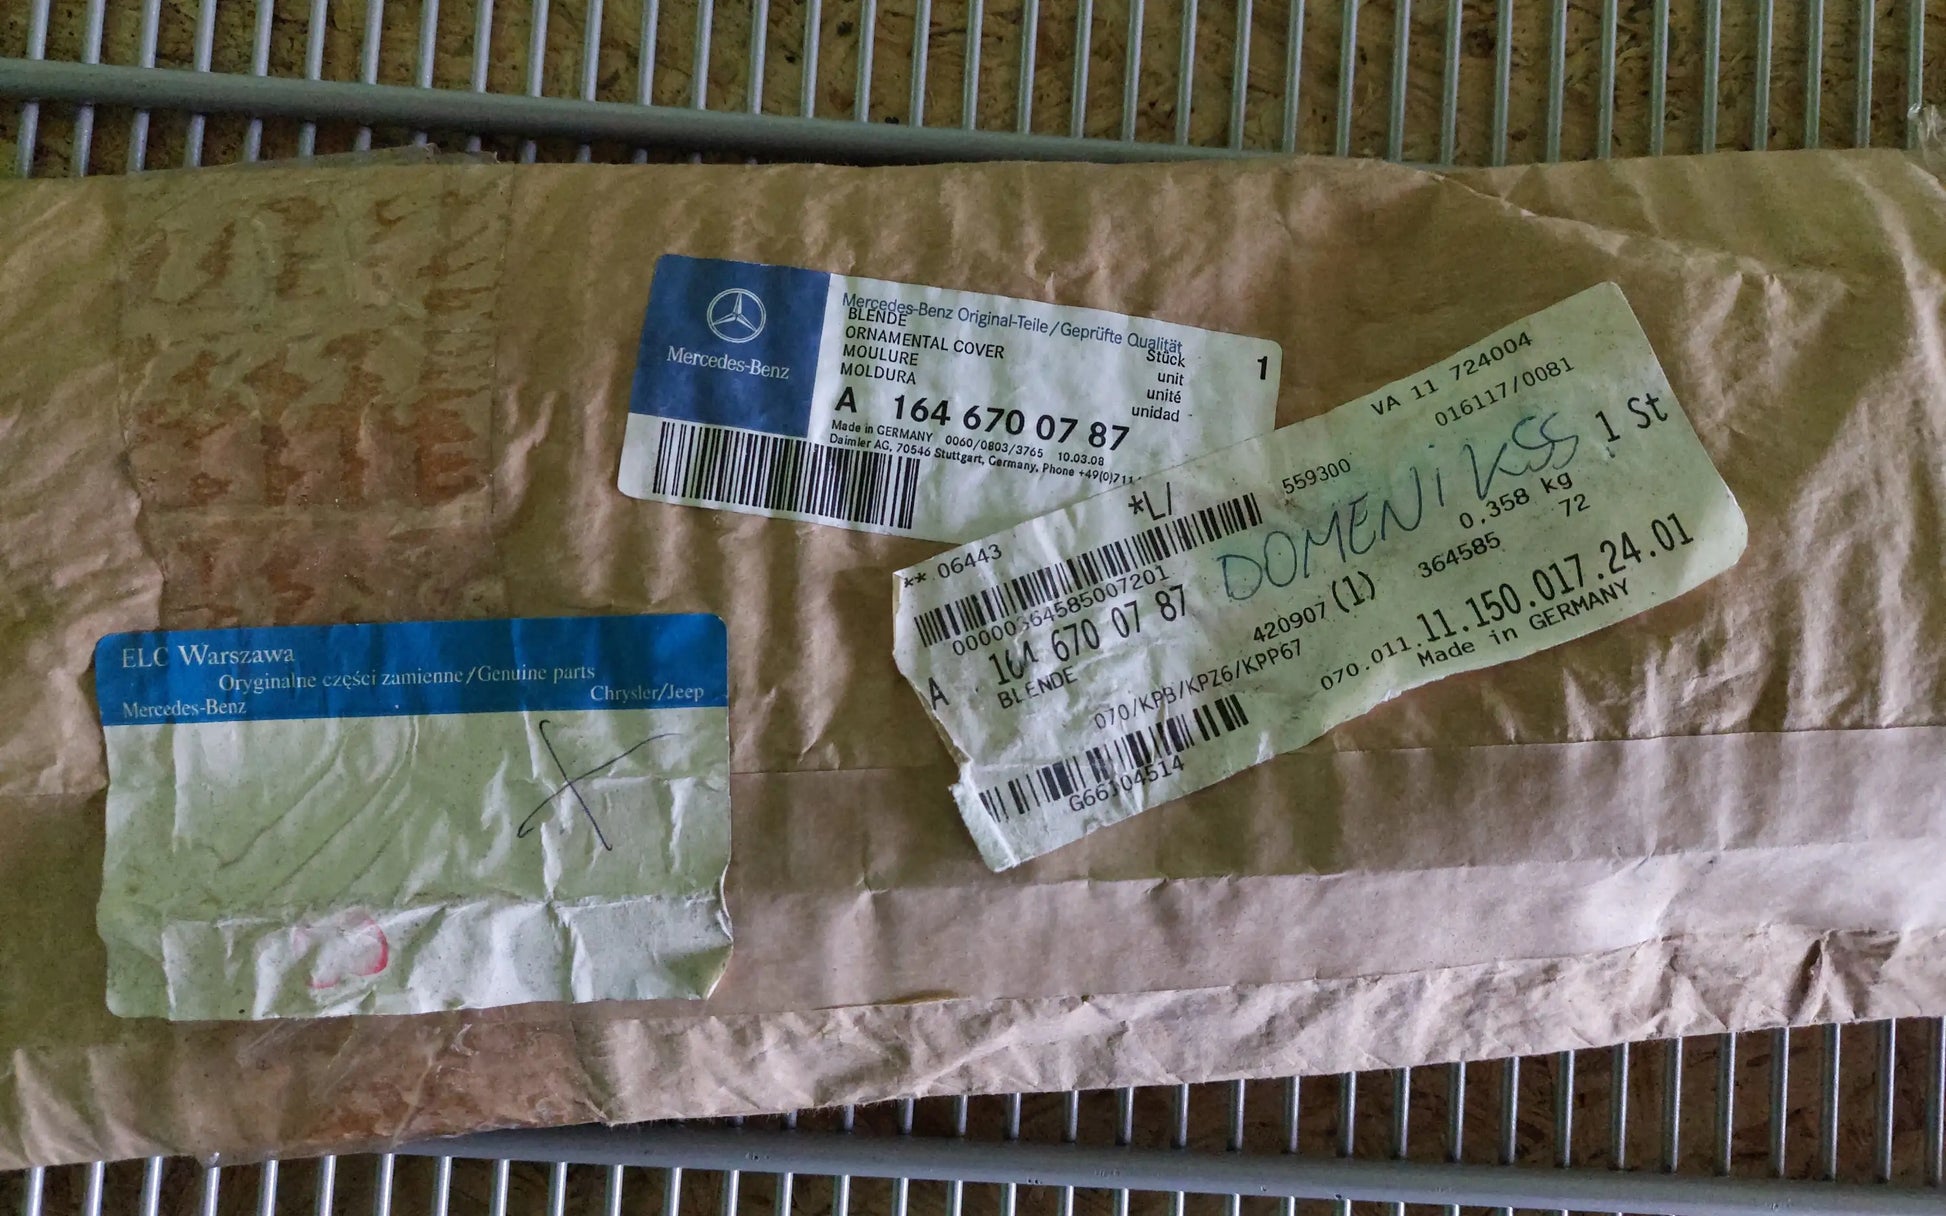 Mercedes-Benz
Mercedes-Benz Original-Teile/Geprüfte Qualität
BLENDE
ORNAMENTAL COVER
MOULURE
MOLDURA
Stück
unit
unité
unidad
1
A 164 670 07 87
Made in GERMANY 0060/0803/3765 10.03.08
Daimler AG, 70546 Stuttgart, Germany, Phone +49(0)711
VA 11 724004
016117/0081
** 06443
*L/
559300
DOMENiKSS
1 St
0,358 kg
72
00000364585007201
A 164 670 07 87
BLENDE
420907 (1)
364585
070/KPB/KPZ6/KPP67
070.011.11.150.017.24.01
Made in GERMANY
G66104514
ELC Warszawa
Oryginalne części zamienne/Genuine parts
Mercedes-Benz
Chrysler/Jeep